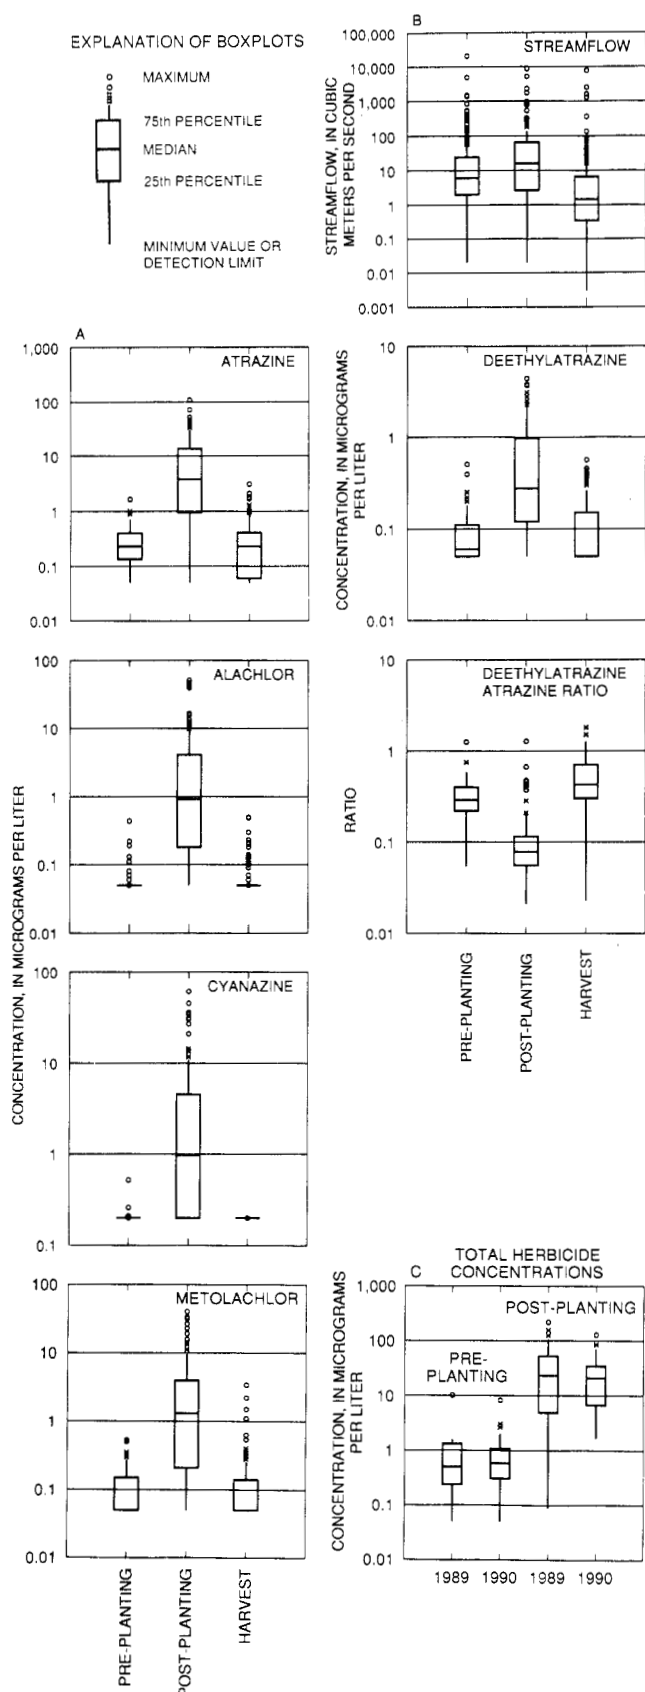 EXPLANATION OF BOXPLOTS
MAXIMUM
75th PERCENTILE
MEDIAN
25th PERCENTILE
MINIMUM VALUE OR
DETECTION LIMIT
B
STREAMFLOW
STREAMFLOW, IN CUBIC
METERS PER SECOND
100,000
10,000
1,000
100
10
1
0.1
0.01
0.001
A
ATRAZINE
1,000
100
10
1
0.1
0.01
DEETHYLATRAZINE
CONCENTRATION, IN MICROGRAMS
PER LITER
10
1
0.1
0.01
CONCENTRATION, IN MICROGRAMS PER LITER
ALACHLOR
100
10
1
0.1
0.01
DEETHYLATRAZINE
ATRAZINE RATIO
RATIO
10
1
0.1
0.01
PRE-PLANTING
POST-PLANTING
HARVEST
CYANAZINE
100
10
1
0.1
METOLACHLOR
100
10
1
0.1
0.01
PRE-PLANTING
POST-PLANTING
HARVEST
TOTAL HERBICIDE
CONCENTRATIONS
C
CONCENTRATION, IN MICROGRAMS
PER LITER
1,000
100
10
1
0.1
0.01
POST-PLANTING
PRE-
PLANTING
1989 1990 1989 1990